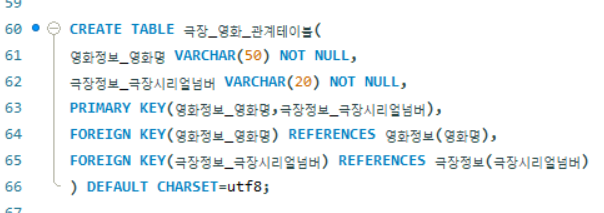 60 CREATE TABLE 극장_영화_관계테이블(
61 영화정보_영화명 VARCHAR(50) NOT NULL,
62 극장정보_극장시리얼넘버 VARCHAR(20) NOT NULL,
63 PRIMARY KEY(영화정보_영화명,극장정보_극장시리얼넘버),
64 FOREIGN KEY(영화정보_영화명) REFERENCES 영화정보(영화명),
65 FOREIGN KEY(극장정보_극장시리얼넘버) REFERENCES 극장정보(극장시리얼넘버)
66 ) DEFAULT CHARSET=utf8;